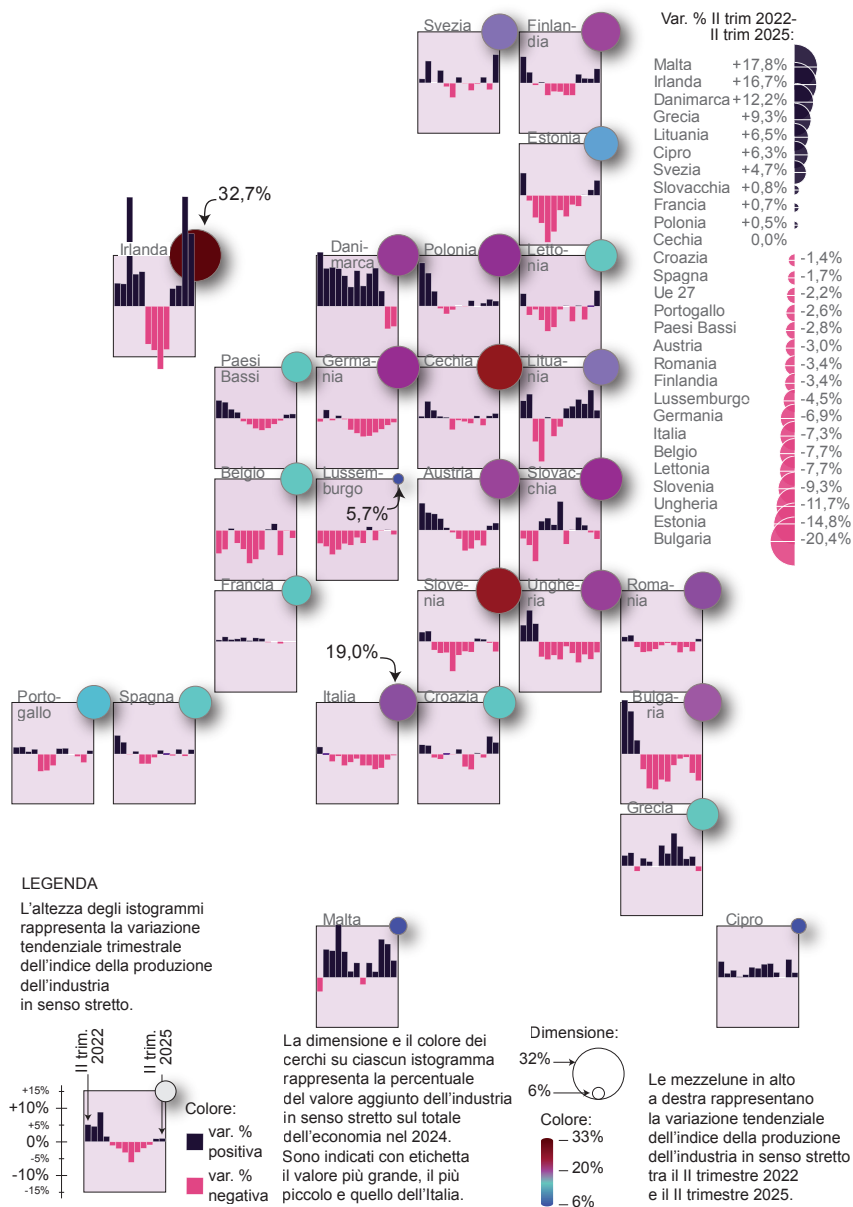 Svezia
Finlan-
dia
Var. % II trim 2022-
II trim 2025:
Malta +17,8%
Irlanda +16,7%
Danimarca +12,2%
Grecia +9,3%
Lituania +6,5%
Cipro +6,3%
Svezia +4,7%
Slovacchia +0,8%
Francia +0,7%
Polonia +0,5%
Cechia 0,0%
Croazia -1,4%
Spagna -1,7%
Ue 27 -2,2%
Portogallo -2,6%
Paesi Bassi -2,8%
Austria -3,0%
Romania -3,4%
Finlandia -3,4%
Lussemburgo -4,5%
Germania -6,9%
Italia -7,3%
Belgio -7,7%
Lettonia -7,7%
Slovenia -9,3%
Ungheria -11,7%
Estonia -14,8%
Bulgaria -20,4%
Estonia
32,7%
Irlanda
Dani-
marca
Polonia
Letto-
nia
Paesi
Bassi
Germa-
nia
Cechia
Litua-
nia
Belgio
Lussem-
burgo
5,7%
Austria
Slovac-
chia
Francia
Slove-
nia
Unghe-
ria
Roma-
nia
19,0%
Porto-
gallo
Spagna
Italia
Croazia
Bulga-
ria
Grecia
Malta
Cipro
LEGENDA
L'altezza degli istogrammi
rappresenta la variazione
tendenziale trimestrale
dell'indice della produzione
dell'industria
in senso stretto.
II trim.
2022
II trim.
2025
+15%
+10%
+5%
0%
-5%
-10%
-15%
Colore:
var. %
positiva
var. %
negativa
La dimensione e il colore dei
cerchi su ciascun istogramma
rappresenta la percentuale
del valore aggiunto dell'industria
in senso stretto sul totale
dell'economia nel 2024.
Sono indicati con etichetta
il valore più grande, il più
piccolo e quello dell'Italia.
Dimensione:
32%
6%
Colore:
33%
20%
6%
Le mezzelune in alto
a destra rappresentano
la variazione tendenziale
dell'indice della produzione
dell'industria in senso stretto
tra il II trimestre 2022
e il II trimestre 2025.